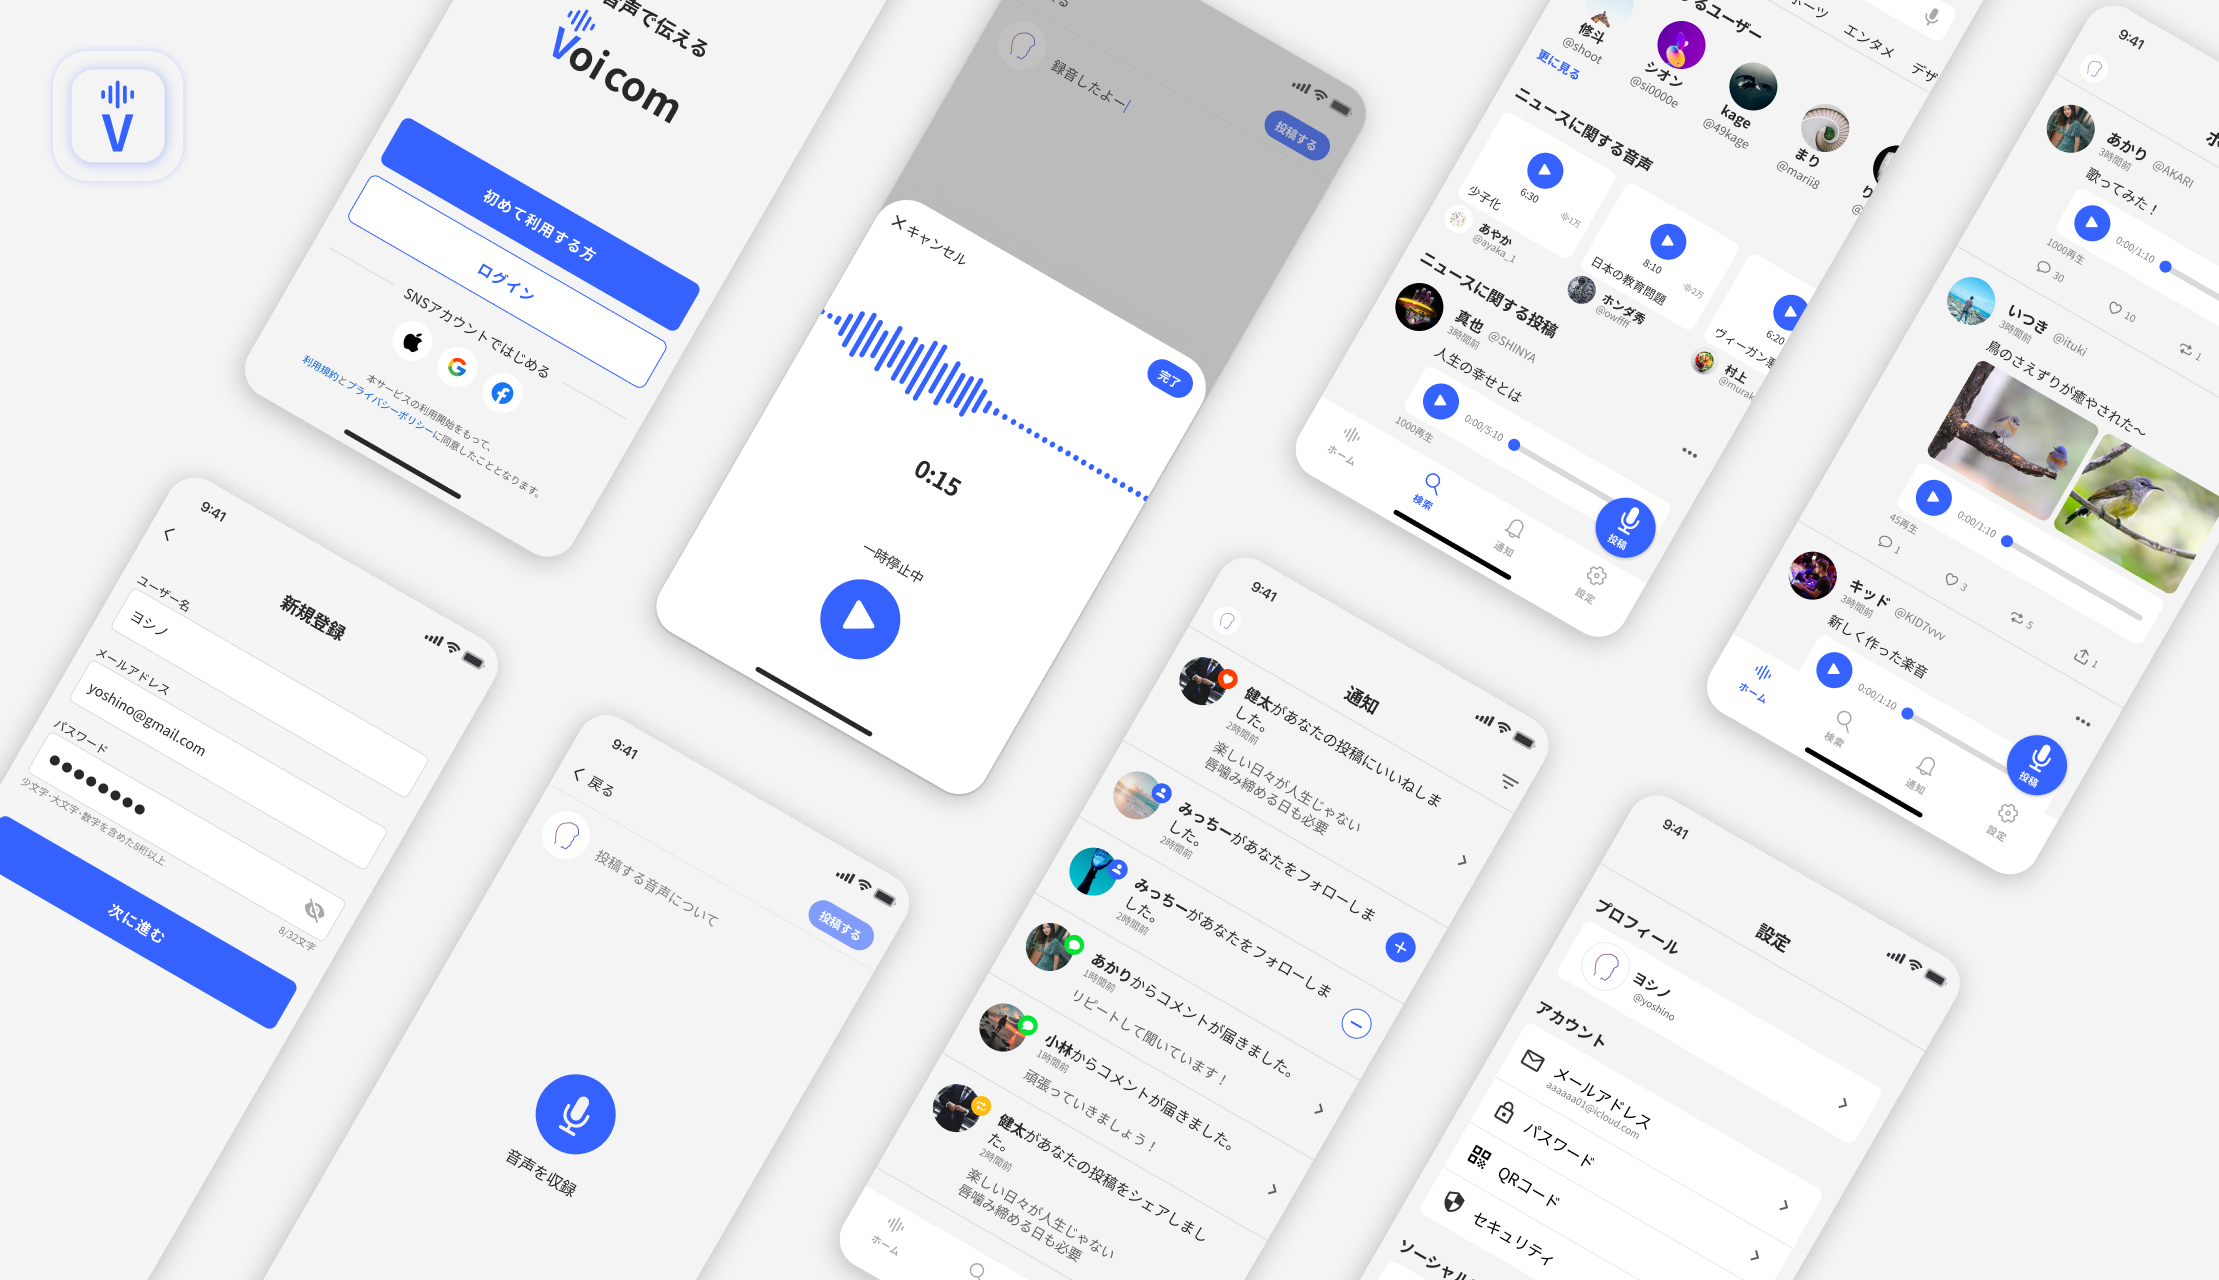 V
音声で伝える
Voicom
初めて利用する方
ログイン
SNSアカウントではじめる
本サービスの利用開始をもって、
利用規約とプライバシーポリシーに同意したこととなります。
9:41
新規登録
ユーザー名
ヨシノ
メールアドレス
yoshino@gmail.com
パスワード
●●●●●●●●
少文字・大文字・数字を含めた8桁以上
8/32文字
次に進む
録音したよー
投稿する
キャンセル
完了
0:15
一時停止中
9:41
戻る
投稿する
投稿する音声について
音声を収録
エンタメ
るユーザー
修斗
@shoot
シオン
@si0000e
kage
@49kage
まり
@marii8
更に見る
ニュースに関する音声
6:30
少子化
1万
あやか
@ayaka_1
8:10
日本の教育問題
2万
ホンダ秀
@owffff
6:20
村上
ニュースに関する投稿
真也 @SHINYA
3時間前
人生の幸せとは
0:00/5:10
1000再生
ホーム
検索
通知
投稿
設定
9:41
通知
健太があなたの投稿にいいねしま
した。
2時間前
楽しい日々が人生じゃない
唇噛み締める日も必要
みっちーがあなたをフォローしま
した。
2時間前
みっちーがあなたをフォローしま
した。
2時間前
あかりからコメントが届きました。
1時間前
リピートして聞いています！
小林からコメントが届きました。
1時間前
頑張っていきましょう！
健太があなたの投稿をシェアしまし
た。
2時間前
楽しい日々が人生じゃない
唇噛み締める日も必要
ホーム
9:41
あかり @AKARI
3時間前
歌ってみた！
0:00/1:10
1000再生
30
10
1
いつき @ituki
3時間前
鳥のさえずりが癒やされた〜
0:00/1:10
45再生
1
3
5
1
キッド @KID7vvv
3時間前
新しく作った楽音
0:00/1:10
ホーム
検索
通知
投稿
設定
9:41
設定
プロフィール
ヨシノ
@yoshino
アカウント
メールアドレス
aaaaaa01@icloud.com
パスワード
QRコード
セキュリティ
ソーシャル